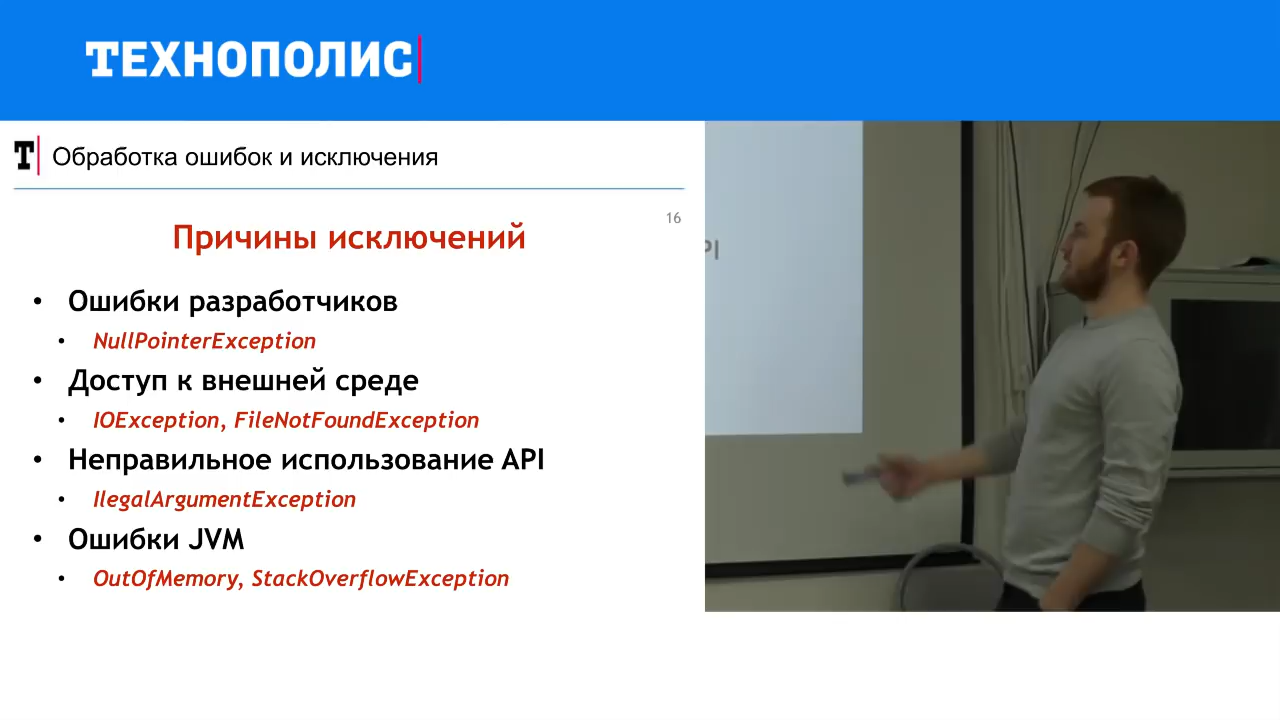 ТЕХНОПОЛИС
Т Обработка ошибок и исключения
16
Причины исключений
• Ошибки разработчиков
• NullPointerException
• Доступ к внешней среде
• IOException, FileNotFoundException
• Неправильное использование API
• IlegalArgumentException
• Ошибки JVM
• OutOfMemory, StackOverflowException
PI